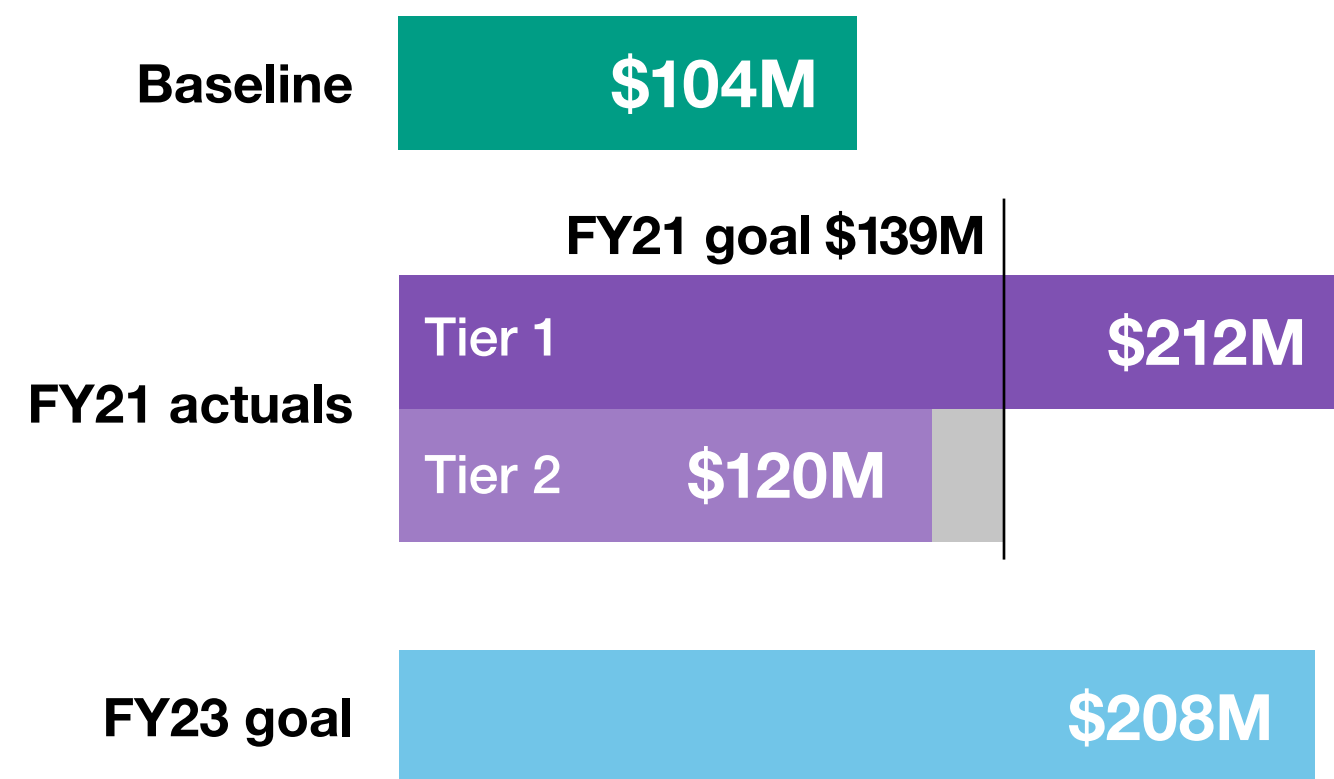 Baseline
$104M
FY21 goal $139M
FY21 actuals
Tier 1
$212M
Tier 2
$120M
FY23 goal
$208M